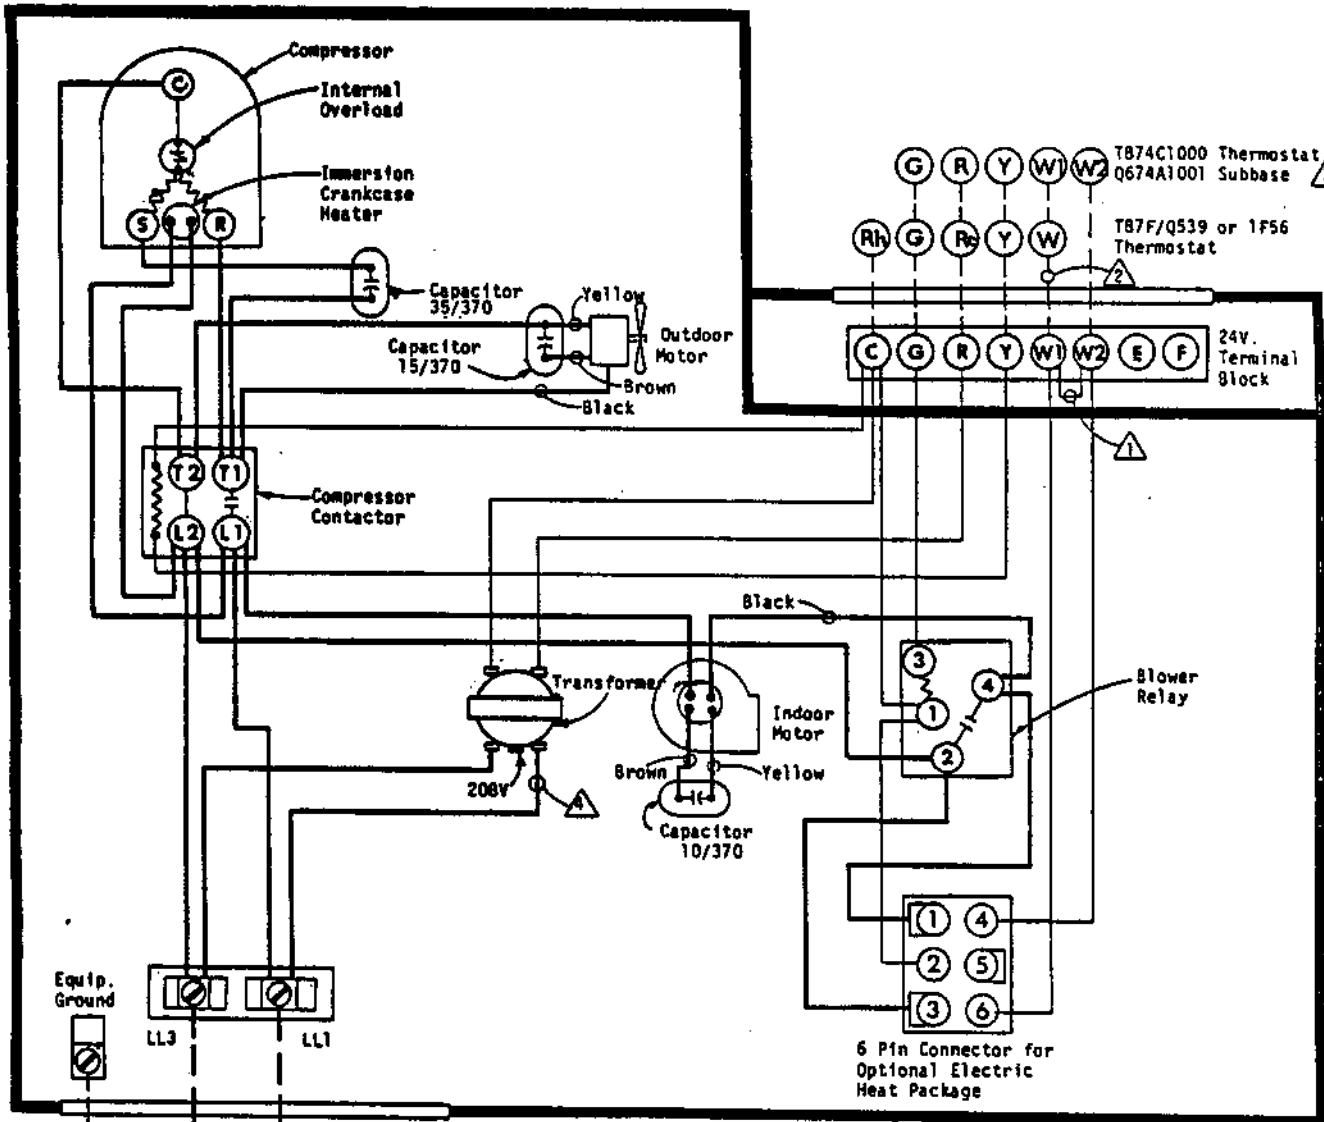 Compressor
C
Internal
Overload
Immersion
Crankcase
Heater
S
R
Capacitor
35/370
Yellow
Capacitor
15/370
Outdoor
Motor
Brown
Black
T2
T1
L2
L1
Compressor
Contactor
G
R
Y
W1
W2
T874C1000 Thermostat
Q674A1001 Subbase
Rh
G
Rc
Y
W
T87F/Q539 or 1F56
Thermostat
2
C
G
R
Y
W1
W2
E
F
24V.
Terminal
Block
1
Black
3
4
1
2
Blower
Relay
Transformer
208V
4
Indoor
Motor
Brown
Yellow
Capacitor
10/370
1
4
2
5
3
6
6 Pin Connector for
Optional Electric
Heat Package
Equip.
Ground
LL3
LL1